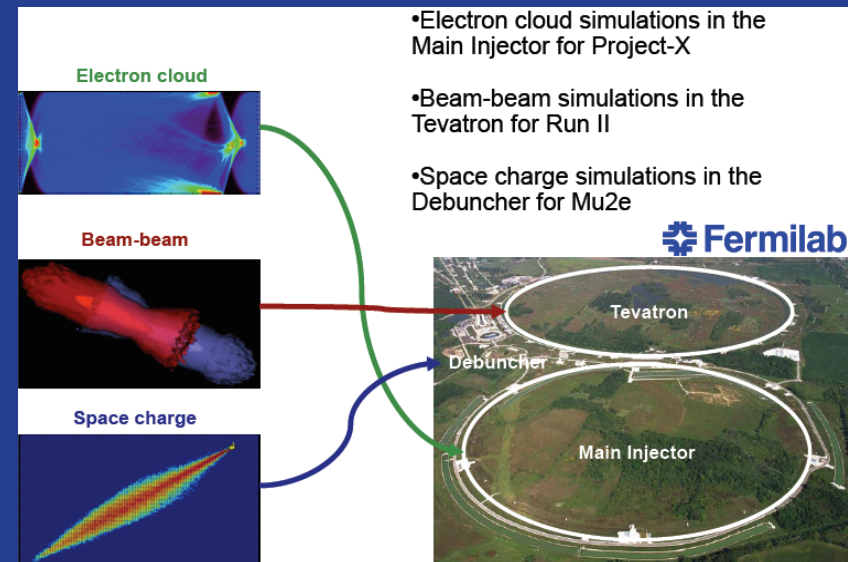 •Electron cloud simulations in the
Main Injector for Project-X
•Beam-beam simulations in the
Tevatron for Run II
•Space charge simulations in the
Debuncher for Mu2e
Electron cloud
Beam-beam
Space charge
Fermilab
Tevatron
Debuncher
Main Injector